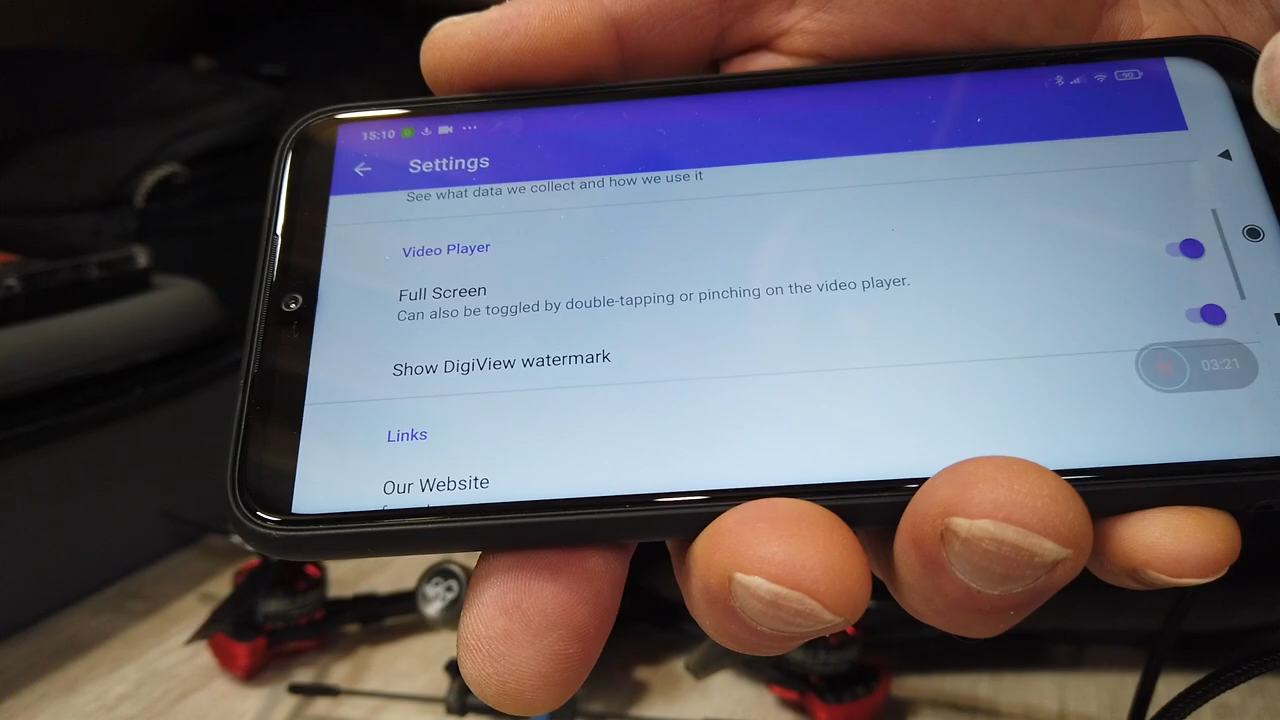 15:10
90
Settings
See what data we collect and how we use it
Video Player
Full Screen
Can also be toggled by double-tapping or pinching on the video player.
Show DigiView watermark
03:21
Links
Our Website